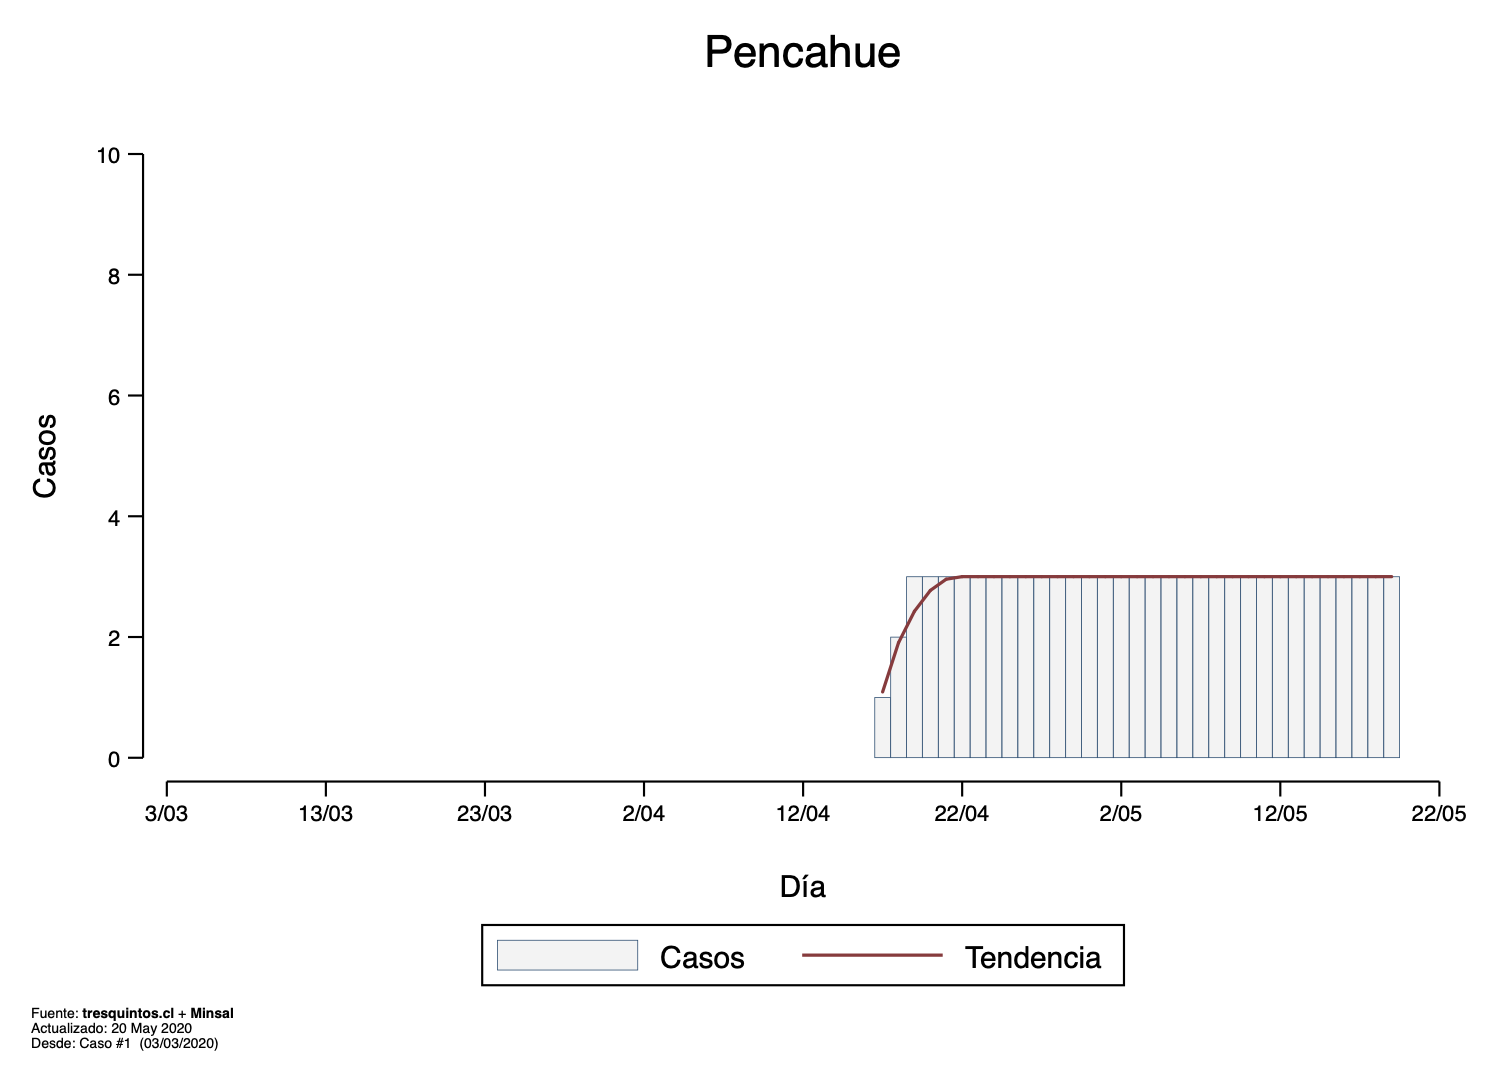 Pencahue
10
8
6
4
2
0
Casos
3/03 13/03 23/03 2/04 12/04 22/04 2/05 12/05 22/05
Día
Casos Tendencia
Fuente: tresquintos.cl + Minsal
Actualizado: 20 May 2020
Desde: Caso #1 (03/03/2020)